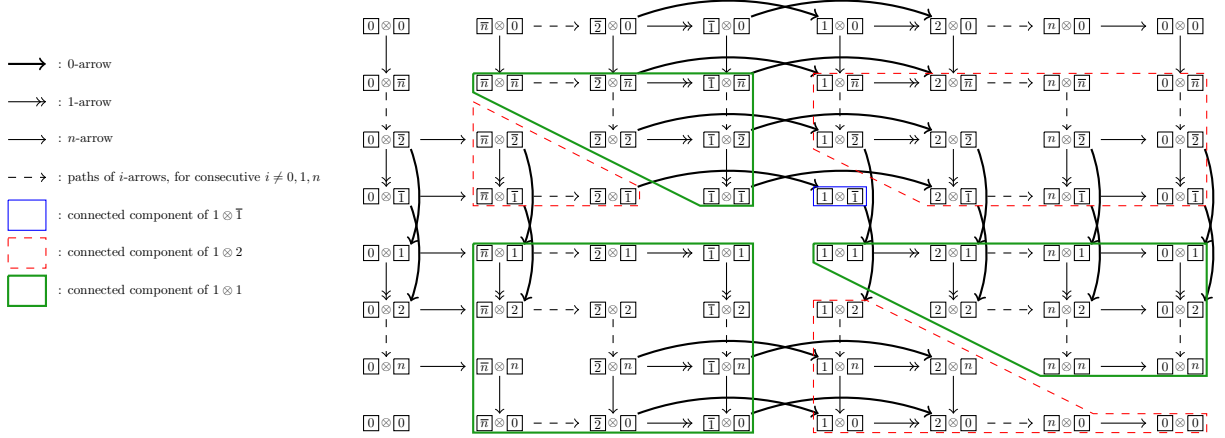 0 ⊗ 0 n̅ ⊗ 0 2̅ ⊗ 0 1̅ ⊗ 0 1 ⊗ 0 2 ⊗ 0 n ⊗ 0 0 ⊗ 0
: 0-arrow
0 ⊗ n̅ n̅ ⊗ n̅ 2̅ ⊗ n̅ 1̅ ⊗ n̅ 1 ⊗ n̅ 2 ⊗ n̅ n ⊗ n̅ 0 ⊗ n̅
: 1-arrow
: n-arrow
0 ⊗ 2̅ n̅ ⊗ 2̅ 2̅ ⊗ 2̅ 1̅ ⊗ 2̅ 1 ⊗ 2̅ 2 ⊗ 2̅ n ⊗ 2̅ 0 ⊗ 2̅
: paths of i-arrows, for consecutive i ≠ 0, 1, n
0 ⊗ 1̅ n̅ ⊗ 1̅ 2̅ ⊗ 1̅ 1̅ ⊗ 1̅ 1 ⊗ 1̅ 2 ⊗ 1̅ n ⊗ 1̅ 0 ⊗ 1̅
: connected component of 1 ⊗ 1̅
: connected component of 1 ⊗ 2
0 ⊗ 1 n̅ ⊗ 1 2̅ ⊗ 1 1̅ ⊗ 1 1 ⊗ 1 2 ⊗ 1 n ⊗ 1 0 ⊗ 1
: connected component of 1 ⊗ 1
0 ⊗ 2 n̅ ⊗ 2 2̅ ⊗ 2 1̅ ⊗ 2 1 ⊗ 2 2 ⊗ 2 n ⊗ 2 0 ⊗ 2
0 ⊗ n n̅ ⊗ n 2̅ ⊗ n 1̅ ⊗ n 1 ⊗ n 2 ⊗ n n ⊗ n 0 ⊗ n
0 ⊗ 0 n̅ ⊗ 0 2̅ ⊗ 0 1̅ ⊗ 0 1 ⊗ 0 2 ⊗ 0 n ⊗ 0 0 ⊗ 0